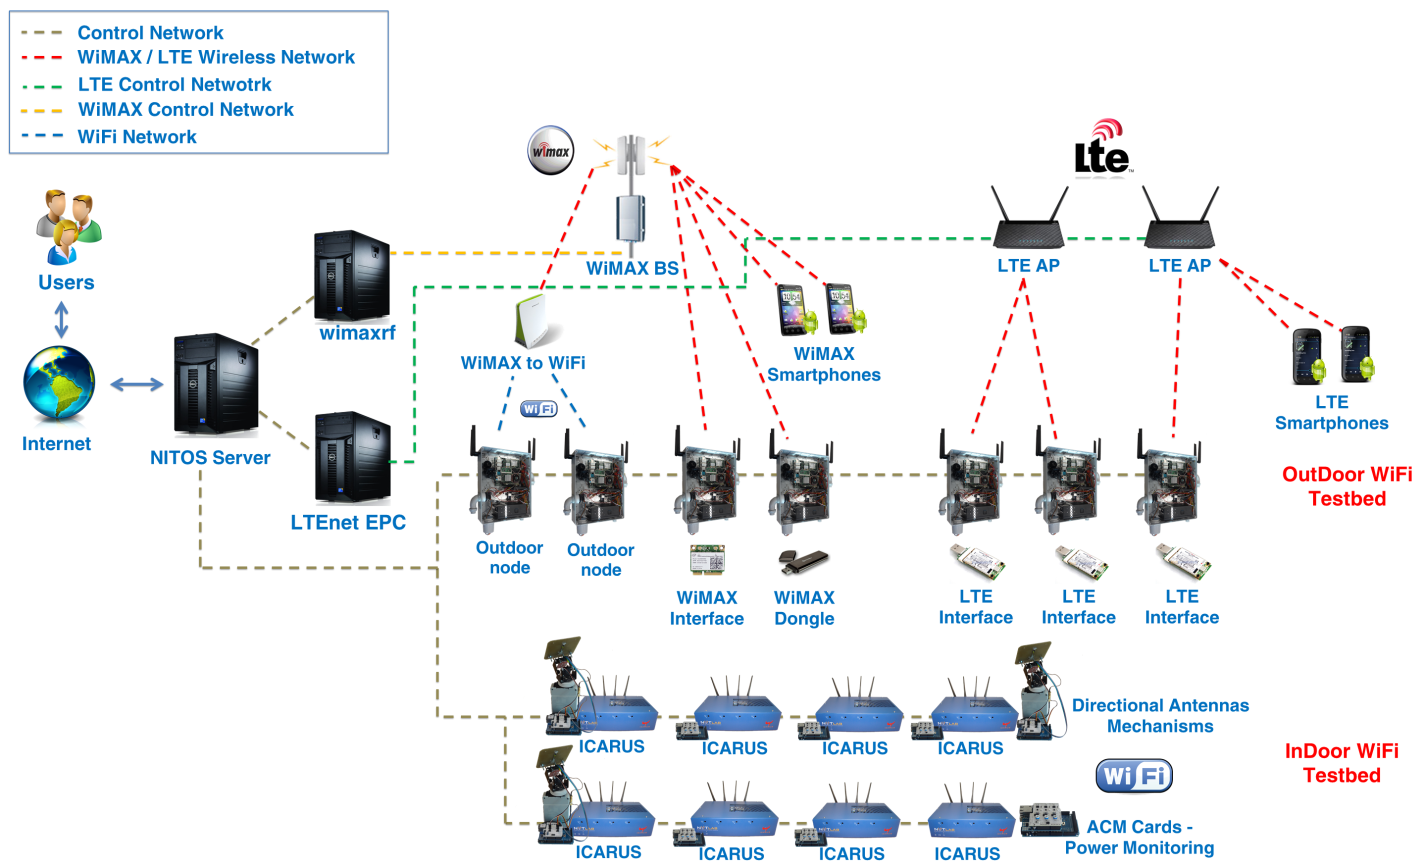 Control Network
WiMAX / LTE Wireless Network
LTE Control Netwotrk
WiMAX Control Network
WiFi Network
wimax
Lte
TM
Users
WiMAX BS
LTE AP
LTE AP
wimaxrf
WiMAX to WiFi
WiMAX
Smartphones
LTE
Smartphones
Wi Fi
Internet
NITOS Server
LTEnet EPC
OutDoor WiFi
Testbed
Outdoor
node
Outdoor
node
WiMAX
Interface
WiMAX
Dongle
LTE
Interface
LTE
Interface
LTE
Interface
Directional Antennas
Mechanisms
ICARUS
ICARUS
ICARUS
ICARUS
InDoor WiFi
Testbed
Wi Fi
ACM Cards -
Power Monitoring
ICARUS
ICARUS
ICARUS
ICARUS